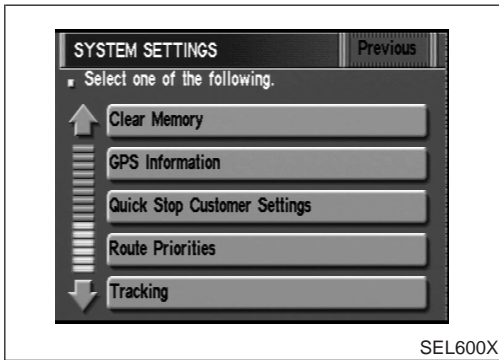 SYSTEM SETTINGS Previous
Select one of the following.
Clear Memory
GPS Information
Quick Stop Customer Settings
Route Priorities
Tracking
SEL600X